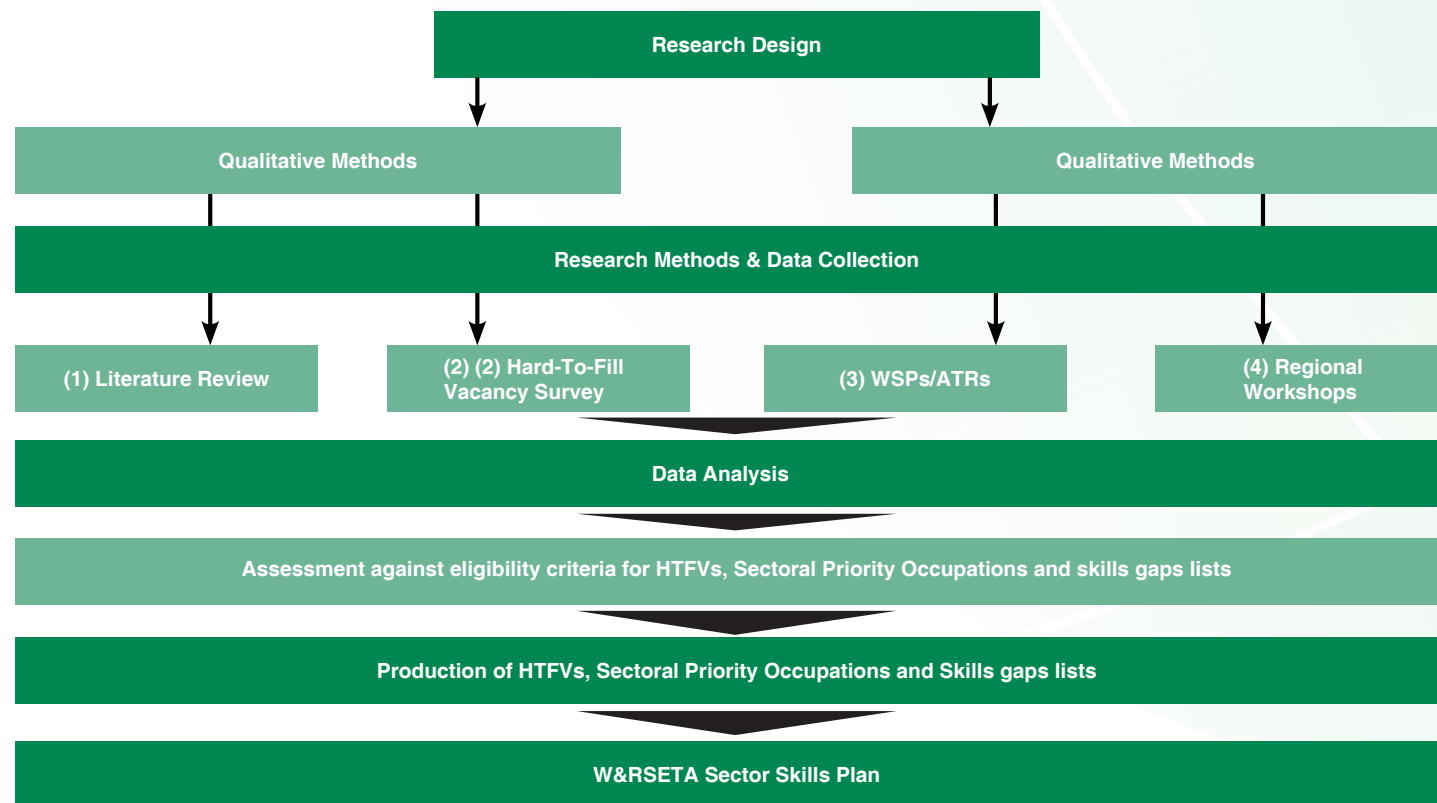 Research Design
Qualitative Methods
Qualitative Methods
Research Methods & Data Collection
(1) Literature Review
(2) (2) Hard-To-Fill
Vacancy Survey
(3) WSPs/ATRs
(4) Regional
Workshops
Data Analysis
Assessment against eligibility criteria for HTFVs, Sectoral Priority Occupations and skills gaps lists
Production of HTFVs, Sectoral Priority Occupations and Skills gaps lists
W&RSETA Sector Skills Plan